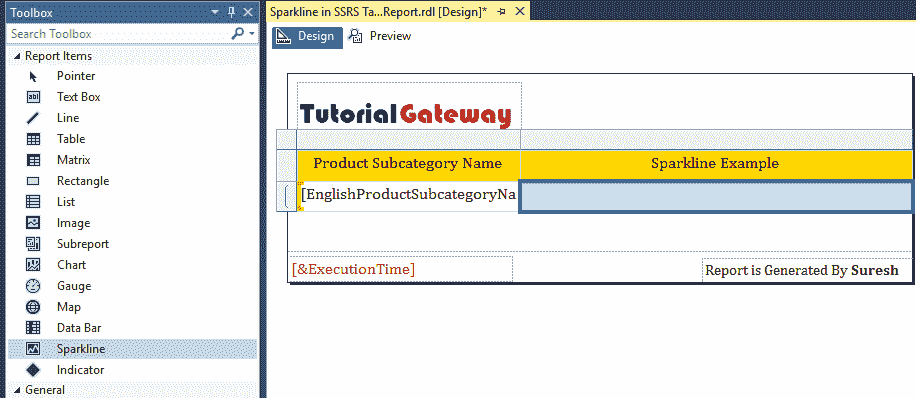 Toolbox
Search Toolbox
Report Items
Pointer
Text Box
Line
Table
Matrix
Rectangle
List
Image
Subreport
Chart
Gauge
Map
Data Bar
Sparkline
Indicator
General
Sparkline in SSRS Ta...Report.rdl [Design]*
Design
Preview
TutorialGateway
Product Subcategory Name
Sparkline Example
[EnglishProductSubcategoryNa
[&ExecutionTime]
Report is Generated By Suresh